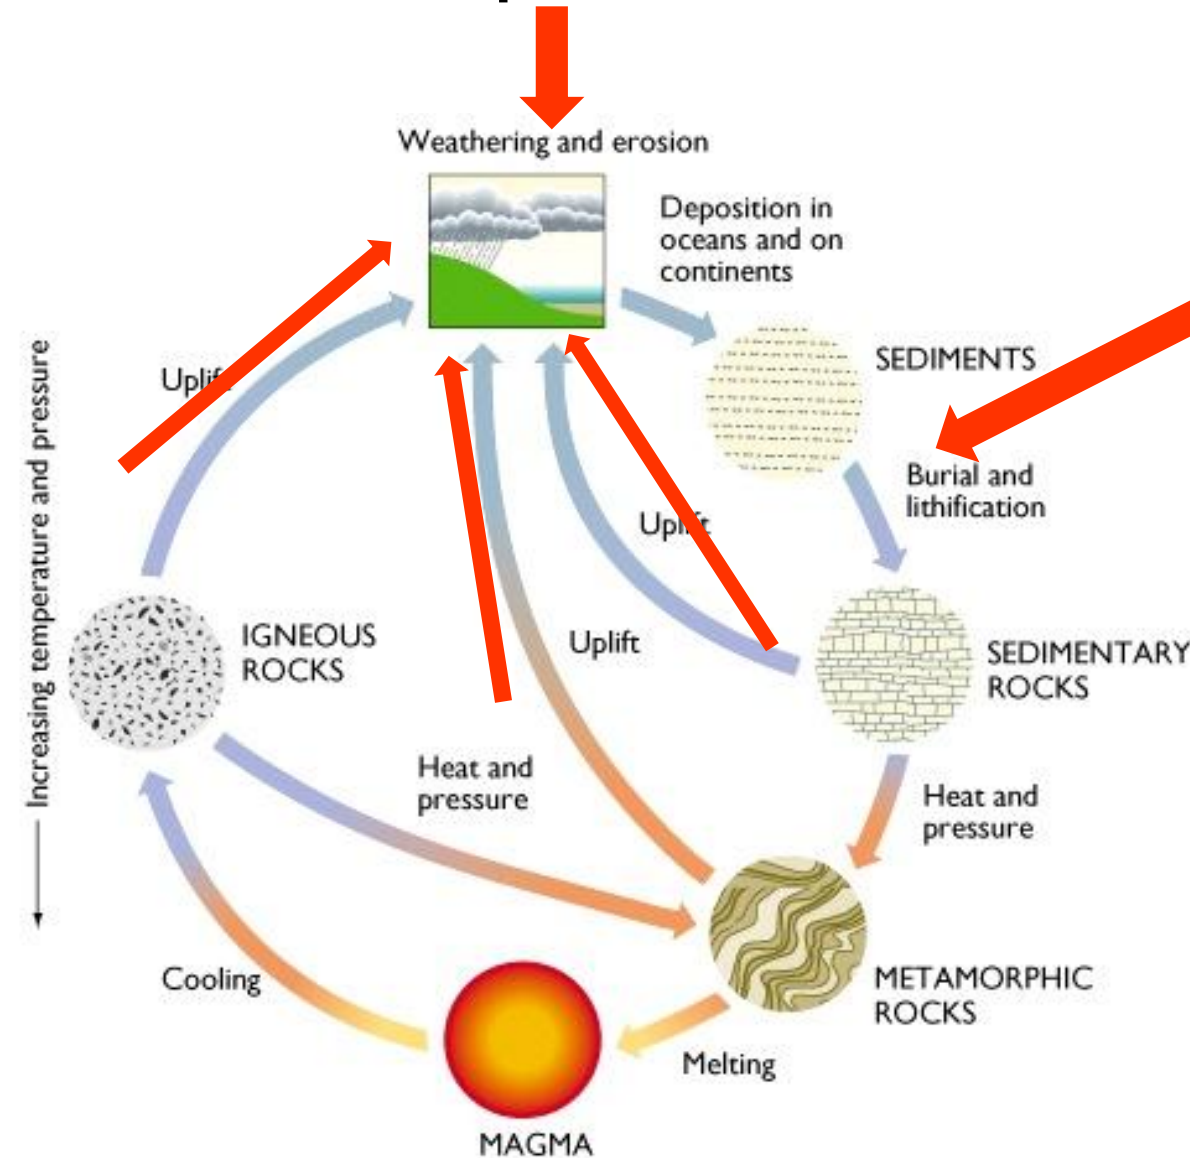 Weathering and erosion
Deposition in
oceans and on
continents
SEDIMENTS
Burial and
lithification
Uplift
Uplift
Uplift
Increasing temperature and pressure
IGNEOUS
ROCKS
SEDIMENTARY
ROCKS
Heat and
pressure
Heat and
pressure
Cooling
METAMORPHIC
ROCKS
Melting
MAGMA